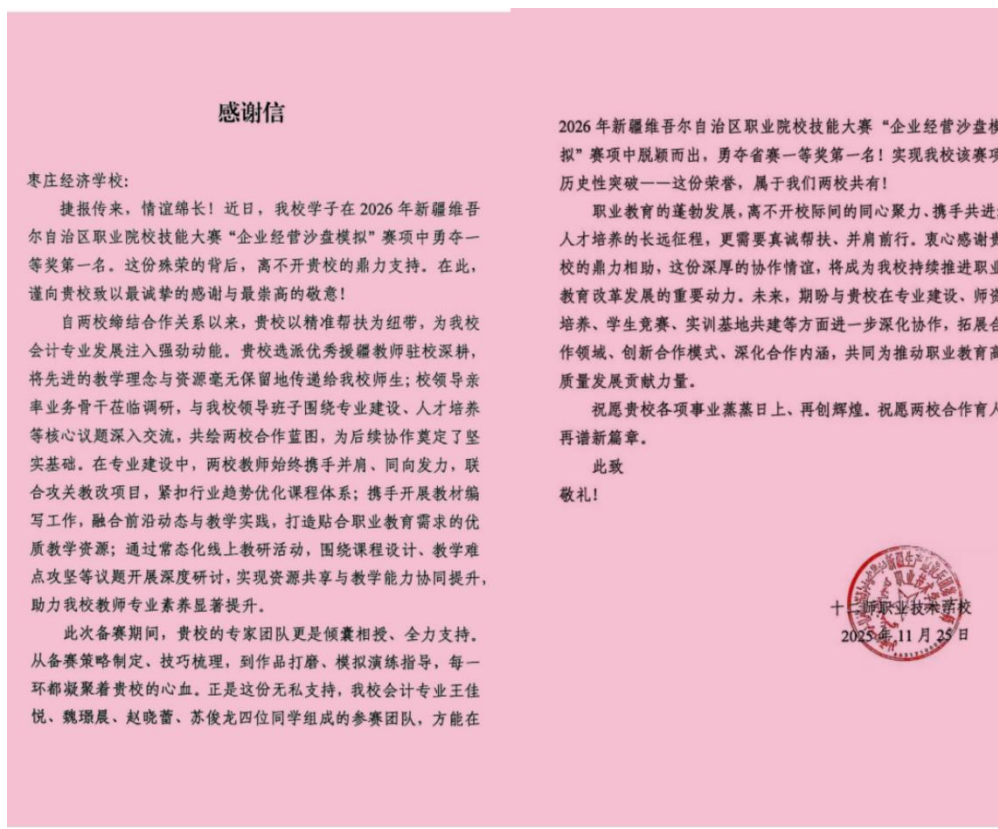 感谢信
枣庄经济学校：
捷报传来，情谊绵长！近日，我校学子在 2026 年新疆维吾
尔自治区职业院校技能大赛“企业经营沙盘模拟”赛项中勇夺一
等奖第一名。这份殊荣的背后，离不开贵校的鼎力支持。在此，
谨向贵校致以最诚挚的感谢与最崇高的敬意！
自两校缔结合作关系以来，贵校以精准帮扶为纽带，为我校
会计专业发展注入强劲动能。贵校选派优秀援疆教师驻校深耕，
将先进的教学理念与资源毫无保留地传递给我校师生；校领导亲
率业务骨干莅临调研，与我校领导班子围绕专业建设、人才培养
等核心议题深入交流，共绘两校合作蓝图，为后续协作奠定了坚
实基础。在专业建设中，两校教师始终携手并肩、同向发力，联
合攻关教改项目，紧扣行业趋势优化课程体系；携手开展教材编
写工作，融合前沿动态与教学实践，打造贴合职业教育需求的优
质教学资源；通过常态化线上教研活动，围绕课程设计、教学难
点攻坚等议题开展深度研讨，实现资源共享与教学能力协同提升，
助力我校教师专业素养显著提升。
此次备赛期间，贵校的专家团队更是倾囊相授、全力支持。
从备赛策略制定、技巧梳理，到作品打磨、模拟演练指导，每一
环都凝聚着贵校的心血。正是这份无私支持，我校会计专业王佳
悦、魏璟晨、赵晓蕾、苏俊龙四位同学组成的参赛团队，方能在
2026 年新疆维吾尔自治区职业院校技能大赛“企业经营沙盘模
拟”赛项中脱颖而出，勇夺省赛一等奖第一名！实现我校该赛项
历史性突破——这份荣誉，属于我们两校共有！
职业教育的蓬勃发展，离不开校际间的同心聚力、携手共进；
人才培养的长远征程，更需要真诚帮扶、并肩前行。衷心感谢贵
校的鼎力相助，这份深厚的协作情谊，将成为我校持续推进职业
教育改革发展的重要动力。未来，期盼与贵校在专业建设、师资
培养、学生竞赛、实训基地共建等方面进一步深化协作，拓展合
作领域、创新合作模式、深化合作内涵，共同为推动职业教育高
质量发展贡献力量。
祝愿贵校各项事业蒸蒸日上、再创辉煌。祝愿两校合作育人
再谱新篇章。
此致
敬礼！
十二师职业技术学校
2025 年 11 月 25 日